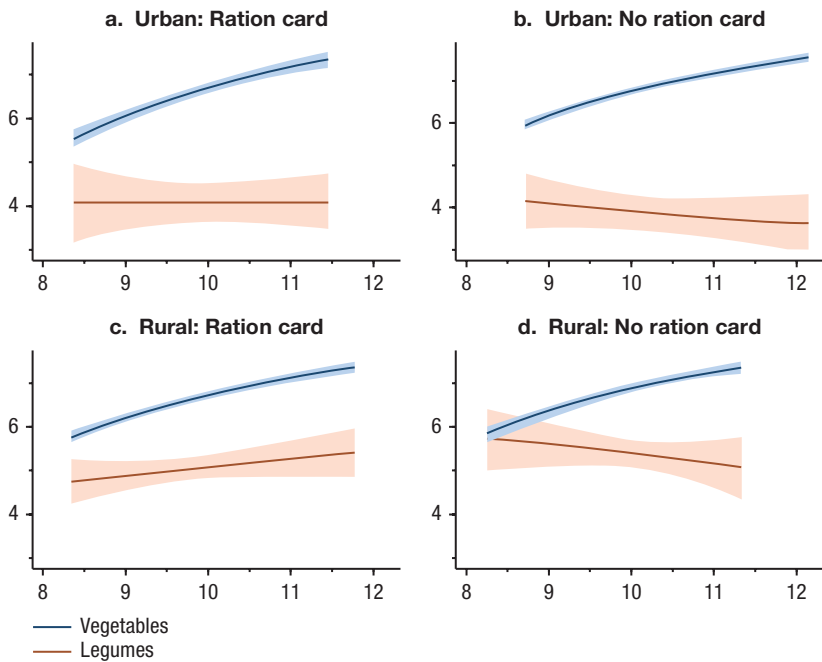 a. Urban: Ration card
b. Urban: No ration card
6
4
8 9 10 11 12
6
4
8 9 10 11 12
c. Rural: Ration card
d. Rural: No ration card
6
4
8 9 10 11 12
6
4
8 9 10 11 12
Vegetables
Legumes